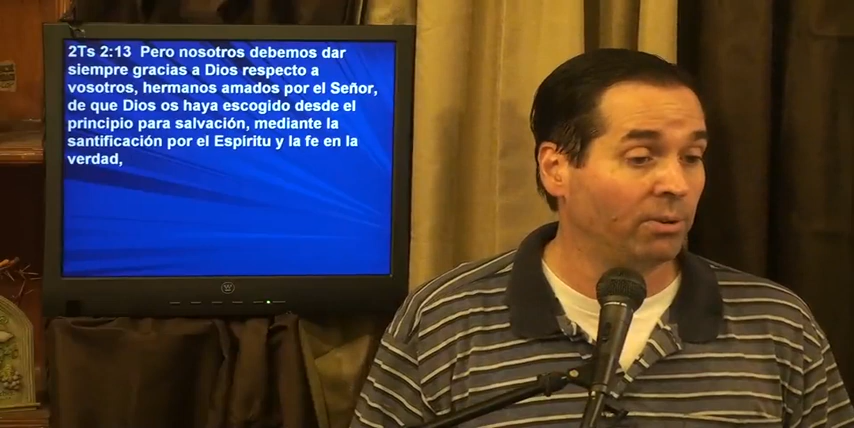 2Ts 2:13 Pero nosotros debemos dar
siempre gracias a Dios respecto a
vosotros, hermanos amados por el Señor,
de que Dios os haya escogido desde el
principio para salvación, mediante la
santificación por el Espíritu y la fe en la
verdad,